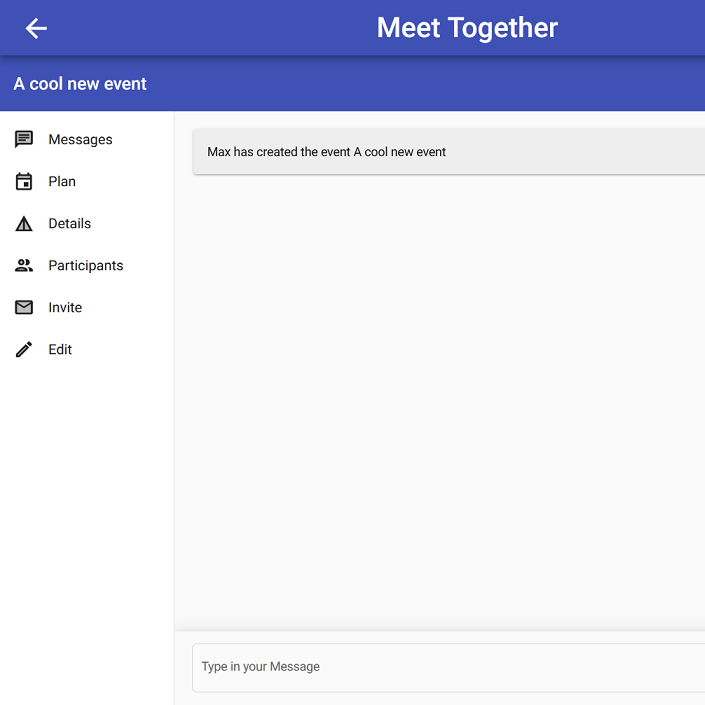 Meet Together
A cool new event
Messages
Plan
Details
Participants
Invite
Edit
Max has created the event A cool new event
Type in your Message